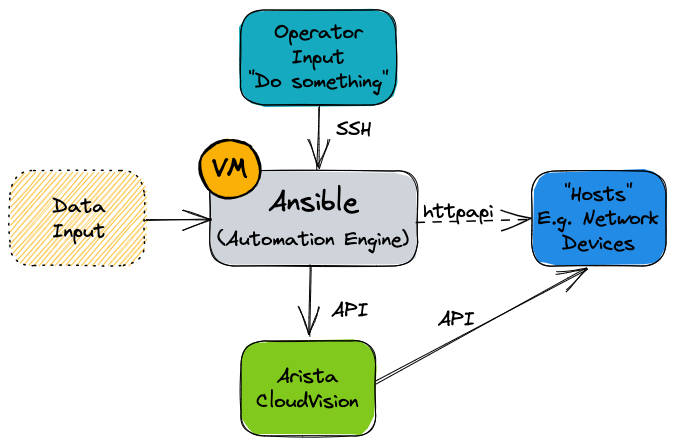 Operator
Input
"Do something"
SSH
VM
Ansible
(Automation Engine)
Data
Input
httpapi
"Hosts"
E.g. Network
Devices
API
API
Arista
CloudVision